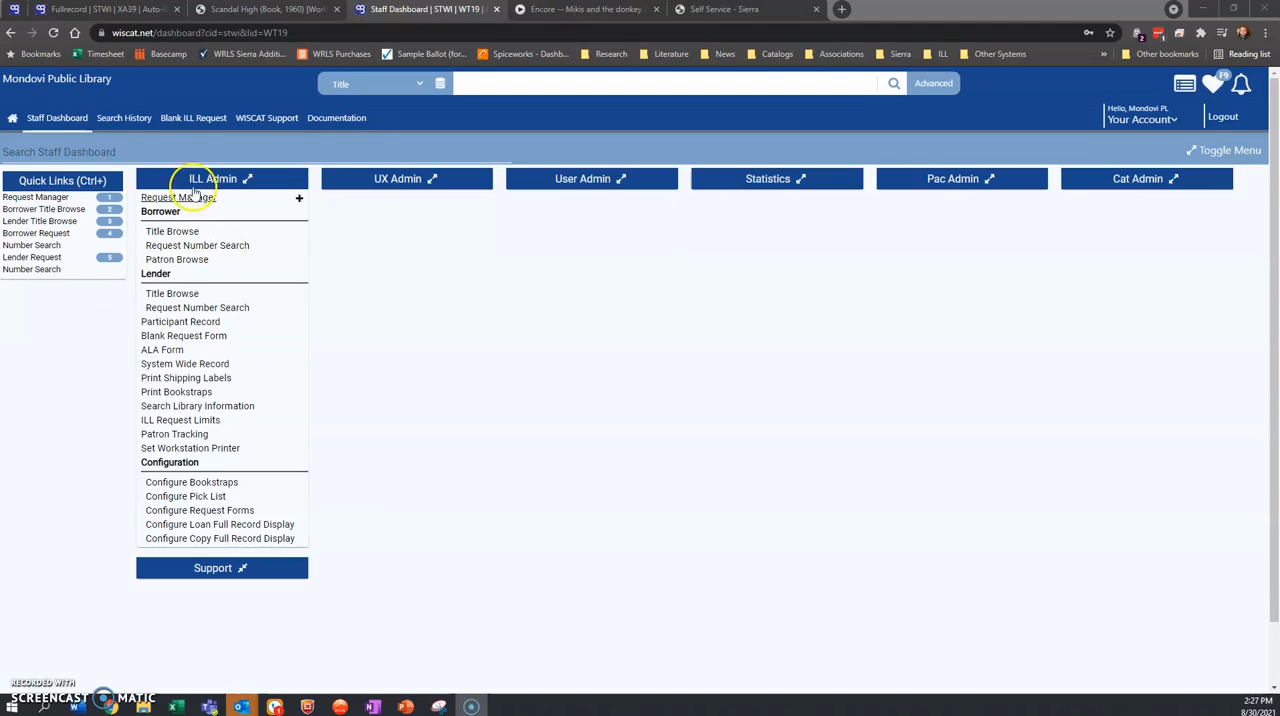 Fullrecord | STWI | XA39 | Auto-G
Scandal High (Book, 1960) [Worl
Staff Dashboard | STWI | WT19 |
Encore -- Mikis and the donkey /
Self Service - Sierra
wiscat.net/dashboard?cid=stwi&lid=WT19
Bookmarks
Timesheet
Basecamp
WRLS Sierra Additi...
WRLS Purchases
Sample Ballot (for...
Spiceworks - Dashb...
Research
Literature
News
Catalogs
Associations
Sierra
ILL
Other Systems
»
Other bookmarks
Reading list
Mondovi Public Library
Title
Advanced
F9
Staff Dashboard
Search History
Blank ILL Request
WISCAT Support
Documentation
Hello, Mondovi PL
Your Account
Logout
Search Staff Dashboard
Toggle Menu
Quick Links (Ctrl+)
Request Manager 1
Borrower Title Browse 2
Lender Title Browse 3
Borrower Request 4
Number Search
Lender Request 5
Number Search
ILL Admin
Request Manager
Borrower
Title Browse
Request Number Search
Patron Browse
Lender
Title Browse
Request Number Search
Participant Record
Blank Request Form
ALA Form
System Wide Record
Print Shipping Labels
Print Bookstraps
Search Library Information
ILL Request Limits
Patron Tracking
Set Workstation Printer
Configuration
Configure Bookstraps
Configure Pick List
Configure Request Forms
Configure Loan Full Record Display
Configure Copy Full Record Display
Support
UX Admin
User Admin
Statistics
Pac Admin
Cat Admin
RECORDED WITH
SCREENCAST MATIC
2:27 PM
8/30/2021